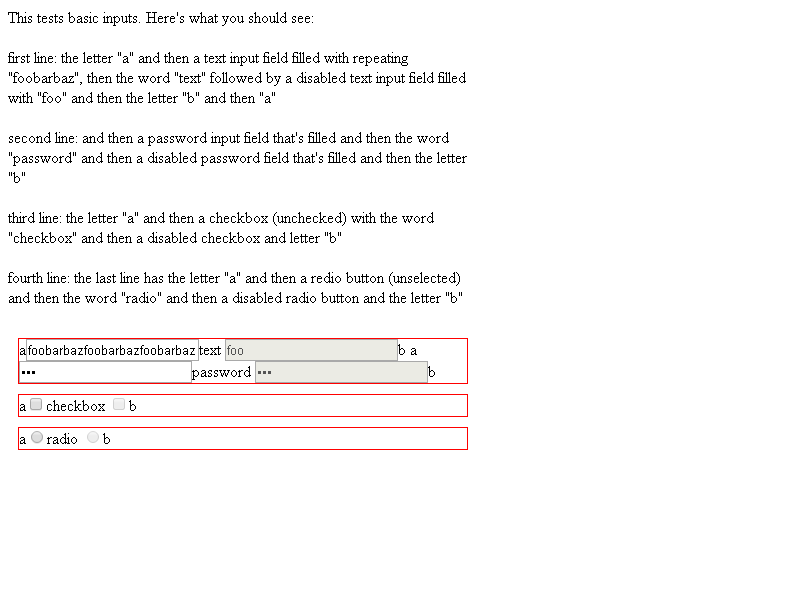 This tests basic inputs. Here's what you should see:
first line: the letter "a" and then a text input field filled with repeating
"foobarbaz", then the word "text" followed by a disabled text input field filled
with "foo" and then the letter "b" and then "a"
second line: and then a password input field that's filled and then the word
"password" and then a disabled password field that's filled and then the letter
"b"
third line: the letter "a" and then a checkbox (unchecked) with the word
"checkbox" and then a disabled checkbox and letter "b"
fourth line: the last line has the letter "a" and then a redio button (unselected)
and then the word "radio" and then a disabled radio button and the letter "b"
afoobarbazfoobarbazfoobarbaz text foo b a
••• password ••• b
a checkbox b
a radio b